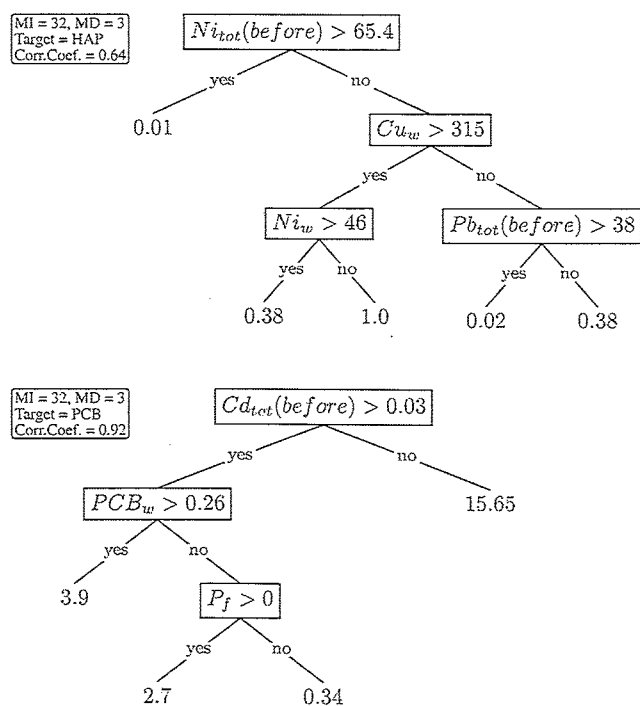 MI = 32, MD = 3
Target = HAP
Corr.Coef. = 0.64
Ni_tot(before) > 65.4
yes no
0.01
Cu_w > 315
yes no
Ni_w > 46 Pb_tot(before) > 38
yes no yes no
0.38 1.0 0.02 0.38
MI = 32, MD = 3
Target = PCB
Corr.Coef. = 0.92
Cd_tot(before) > 0.03
yes no
PCB_w > 0.26 15.65
yes no
3.9 P_f > 0
yes no
2.7 0.34